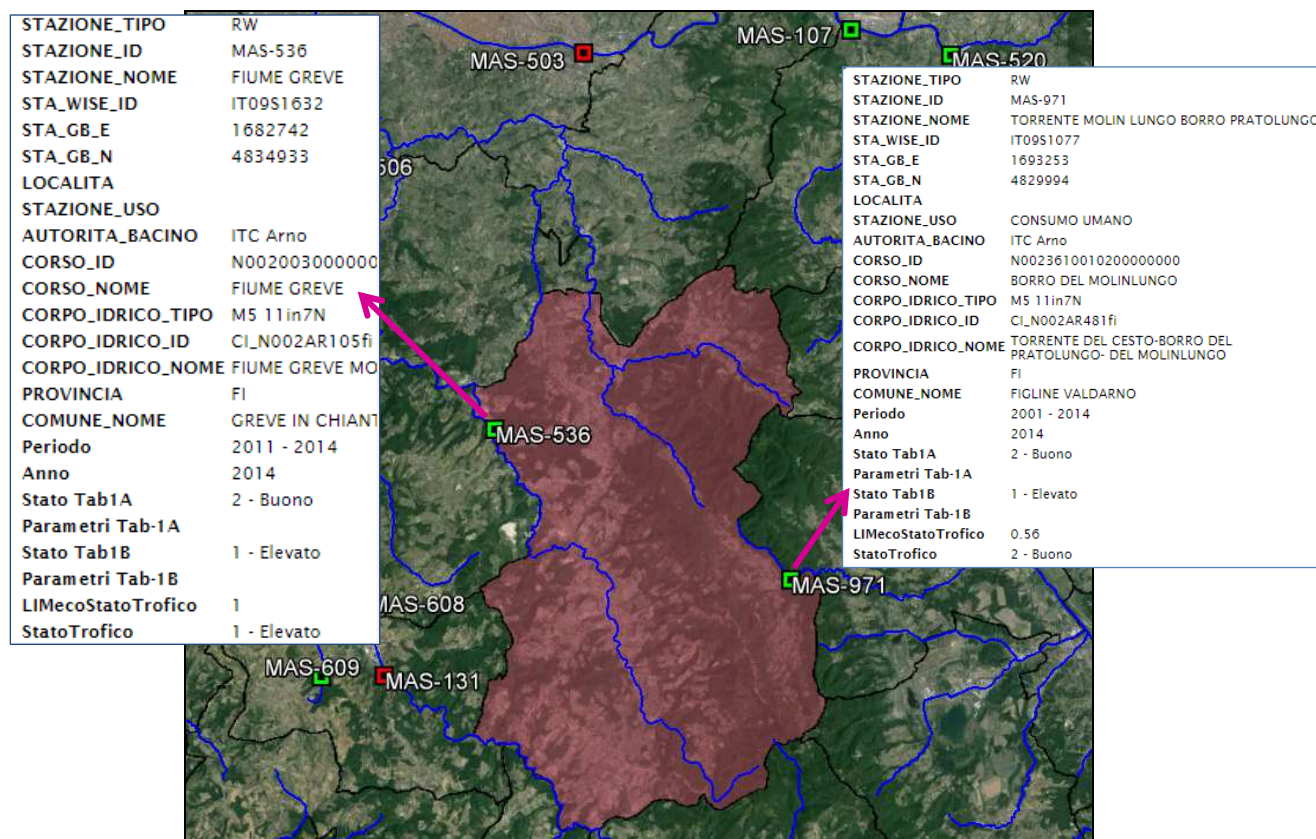 STAZIONE_TIPO RW
STAZIONE_ID MAS-536
STAZIONE_NOME FIUME GREVE
STA_WISE_ID IT09S1632
STA_GB_E 1682742
STA_GB_N 4834933
LOCALITA
STAZIONE_USO
AUTORITA_BACINO ITC Arno
CORSO_ID N002003000000
CORSO_NOME FIUME GREVE
CORPO_IDRICO_TIPO M5 11in7N
CORPO_IDRICO_ID CI_N002AR105fi
CORPO_IDRICO_NOME FIUME GREVE MO
PROVINCIA FI
COMUNE_NOME GREVE IN CHIANT
Periodo 2011 - 2014
Anno 2014
Stato Tab1A 2 - Buono
Parametri Tab-1A
Stato Tab1B 1 - Elevato
Parametri Tab-1B
LIMecoStatoTrofico 1
StatoTrofico 1 - Elevato
MAS-503
MAS-107
MAS-520
506
MAS-536
MAS-971
MAS-608
MAS-609
MAS-131
STAZIONE_TIPO RW
STAZIONE_ID MAS-971
STAZIONE_NOME TORRENTE MOLIN LUNGO BORRO PRATOLUNGO
STA_WISE_ID IT09S1077
STA_GB_E 1693253
STA_GB_N 4829994
LOCALITA
STAZIONE_USO CONSUMO UMANO
AUTORITA_BACINO ITC Arno
CORSO_ID N0023610010200000000
CORSO_NOME BORRO DEL MOLINLUNGO
CORPO_IDRICO_TIPO M5 11in7N
CORPO_IDRICO_ID CI_N002AR481fi
CORPO_IDRICO_NOME TORRENTE DEL CESTO-BORRO DEL
PRATOLUNGO- DEL MOLINLUNGO
PROVINCIA FI
COMUNE_NOME FIGLINE VALDARNO
Periodo 2001 - 2014
Anno 2014
Stato Tab1A 2 - Buono
Parametri Tab-1A
Stato Tab1B 1 - Elevato
Parametri Tab-1B
LIMecoStatoTrofico 0.56
StatoTrofico 2 - Buono